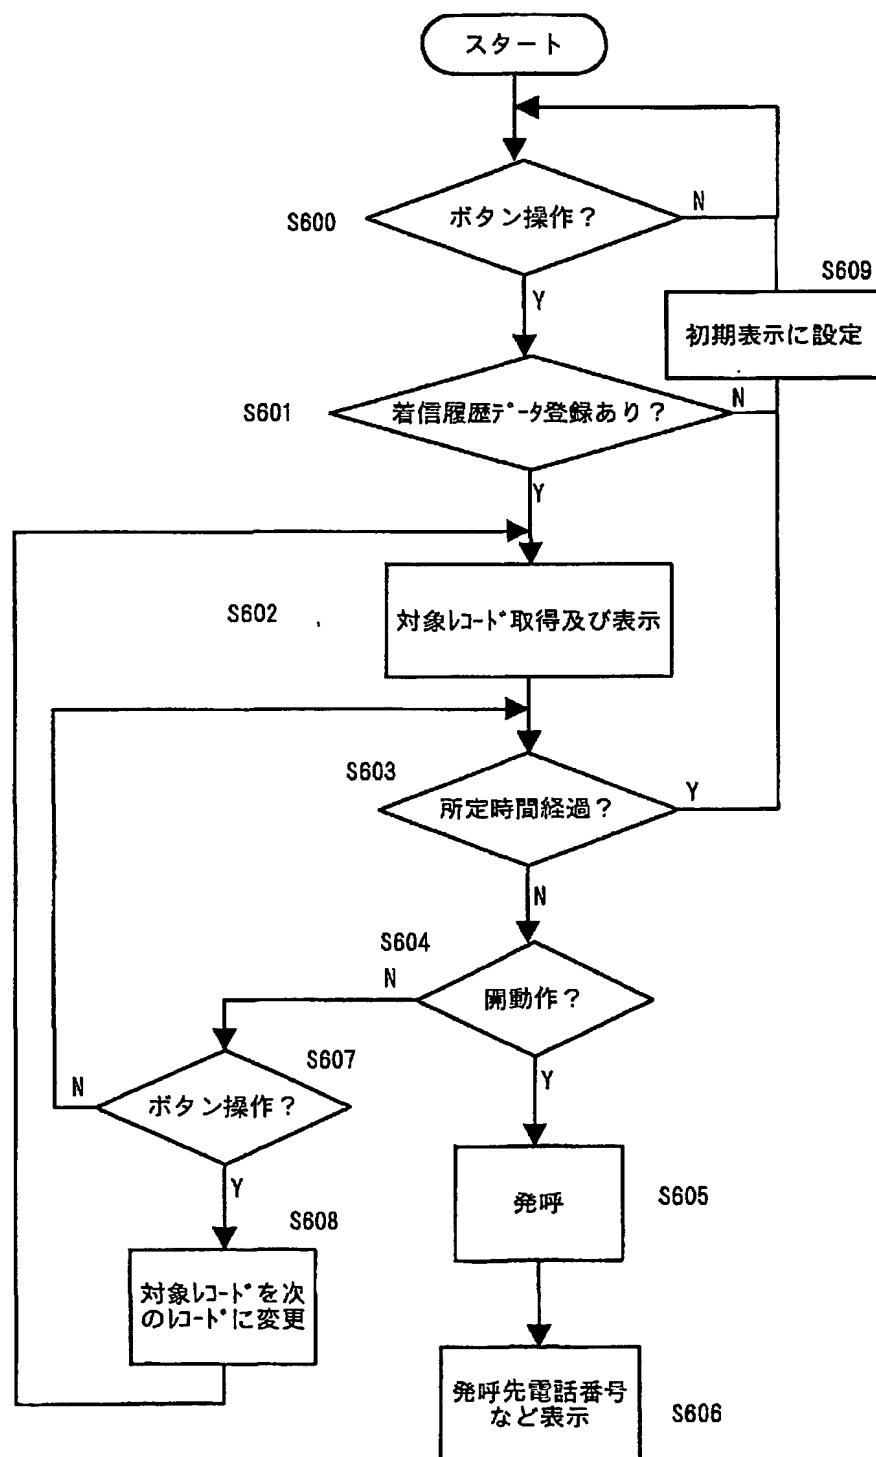 スタート
S600
ボタン操作？
N
Y
S609
初期表示に設定
S601
着信履歴ﾃﾞｰﾀ登録あり？
N
Y
S602
対象ﾚｺｰﾄﾞ取得及び表示
S603
所定時間経過？
Y
N
S604
開動作？
N
Y
S607
ボタン操作？
N
Y
S605
発呼
S608
対象ﾚｺｰﾄﾞを次
のﾚｺｰﾄﾞに変更
S606
発呼先電話番号
など表示